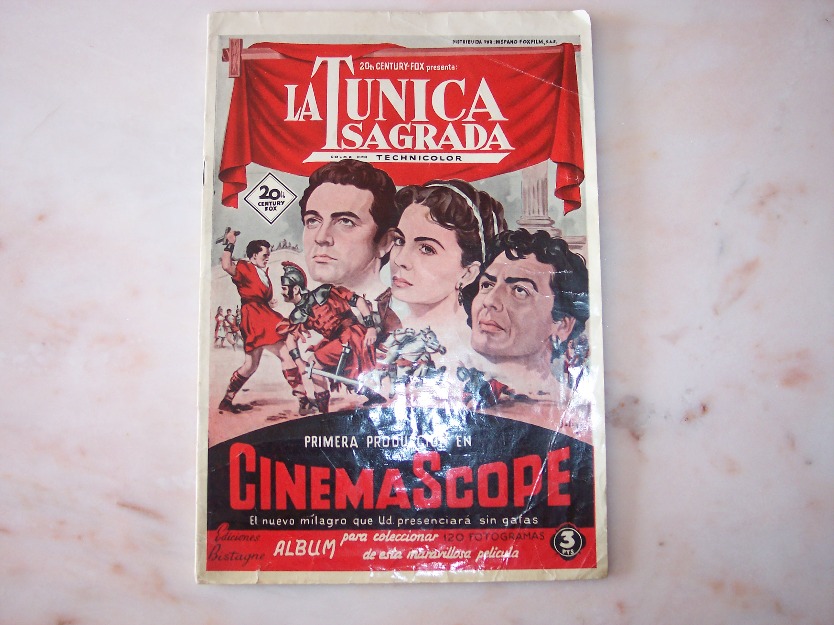 DISTRIBUIDA POR: HISPANO FOXFILM, S.A.E.
20th CENTURY-FOX presenta:
LA TUNICA
SAGRADA
TECHNICOLOR
20th
CENTURY
FOX
PRIMERA PRODUCCION EN
CINEMASCOPE
El nuevo milagro que Ud. presenciará sin gafas
Ediciones
Bistagne
ALBUM
para coleccionar 120 FOTOGRAMAS
de esta maravillosa película
3
PTS